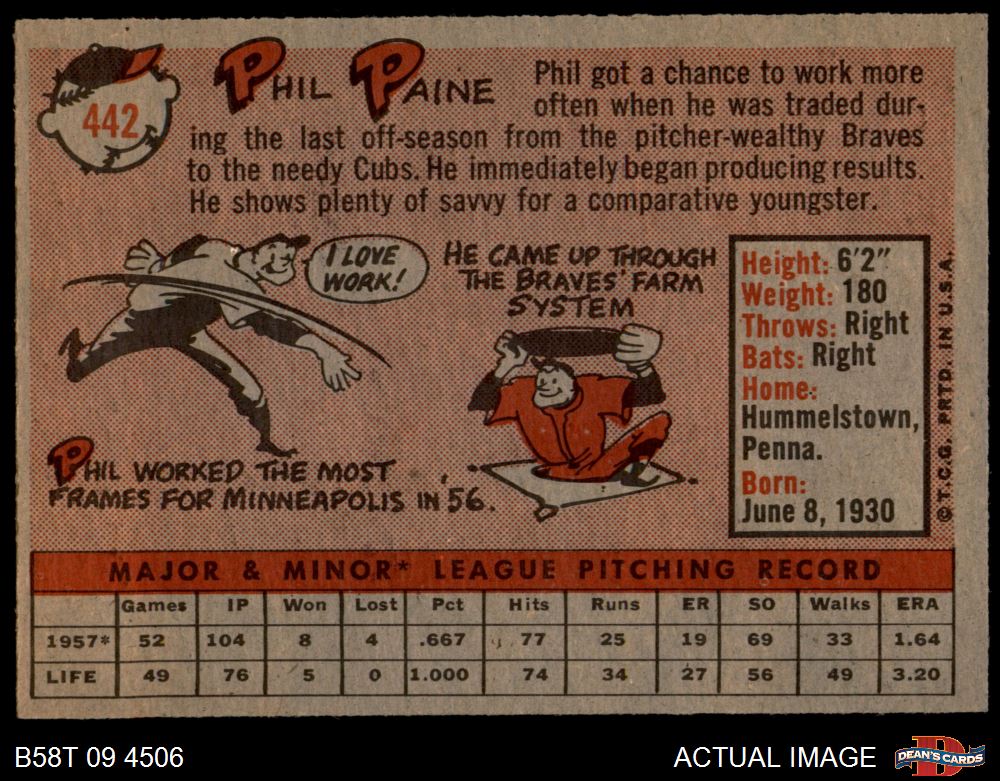 442
PHIL PAINE
Phil got a chance to work more
often when he was traded dur-
ing the last off-season from the pitcher-wealthy Braves
to the needy Cubs. He immediately began producing results.
He shows plenty of savvy for a comparative youngster.
I LOVE
WORK!
HE CAME UP THROUGH
THE BRAVES' FARM
SYSTEM
PHIL WORKED THE MOST
FRAMES FOR MINNEAPOLIS IN 56.
Height: 6'2"
Weight: 180
Throws: Right
Bats: Right
Home:
Hummelstown,
Penna.
Born:
June 8, 1930
© T.C.G. PRTD. IN U.S.A.
MAJOR & MINOR* LEAGUE PITCHING RECORD
Games IP Won Lost Pct Hits Runs ER SO Walks ERA
1957* 52 104 8 4 .667 77 25 19 69 33 1.64
LIFE 49 76 5 0 1.000 74 34 27 56 49 3.20
B58T 09 4506 ACTUAL IMAGE DEAN'S CARDS